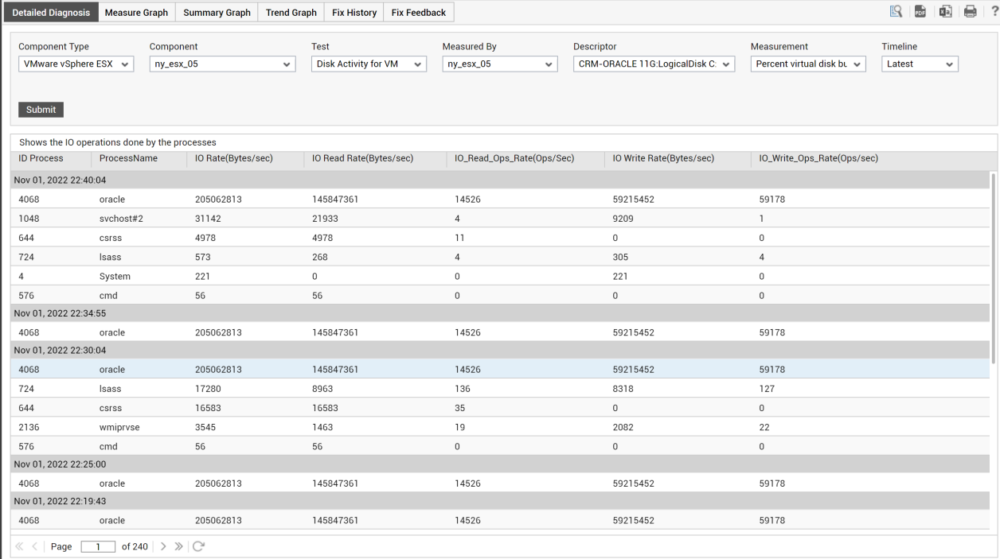 Detailed Diagnosis Measure Graph Summary Graph Trend Graph Fix History Fix Feedback PDF ?
Component Type Component Test Measured By Descriptor Measurement Timeline
VMware vSphere ESX ny_esx_05 Disk Activity for VM ny_esx_05 CRM-ORACLE 11G:LogicalDisk C: Percent virtual disk bu Latest
Submit
Shows the IO operations done by the processes
ID Process ProcessName IO Rate(Bytes/sec) IO Read Rate(Bytes/sec) IO_Read_Ops_Rate(Ops/Sec) IO Write Rate(Bytes/sec) IO_Write_Ops_Rate(Ops/sec)
Nov 01, 2022 22:40:04
4068 oracle 205062813 145847361 14526 59215452 59178
1048 svchost#2 31142 21933 4 9209 1
644 csrss 4978 4978 11 0 0
724 lsass 573 268 4 305 4
4 System 221 0 0 221 0
576 cmd 56 56 0 0 0
Nov 01, 2022 22:34:55
4068 oracle 205062813 145847361 14526 59215452 59178
Nov 01, 2022 22:30:04
4068 oracle 205062813 145847361 14526 59215452 59178
724 lsass 17280 8963 136 8318 127
644 csrss 16583 16583 35 0 0
2136 wmiprvse 3545 1463 19 2082 22
576 cmd 56 56 0 0 0
Nov 01, 2022 22:25:00
4068 oracle 205062813 145847361 14526 59215452 59178
Nov 01, 2022 22:19:43
4068 oracle 205062813 145847361 14526 59215452 59178
Page 1 of 240